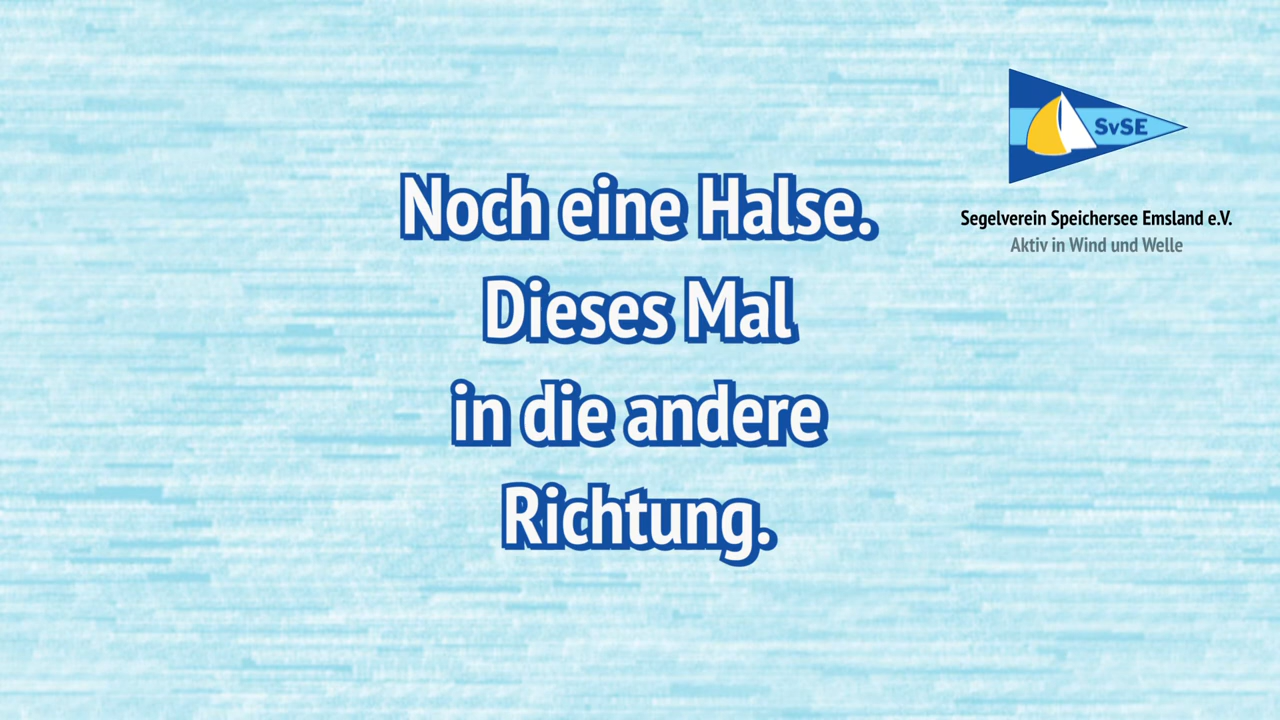 SvSE
Noch eine Halse.
Segelverein Speichersee Emsland e.V.
Aktiv in Wind und Welle
Dieses Mal
in die andere
Richtung.